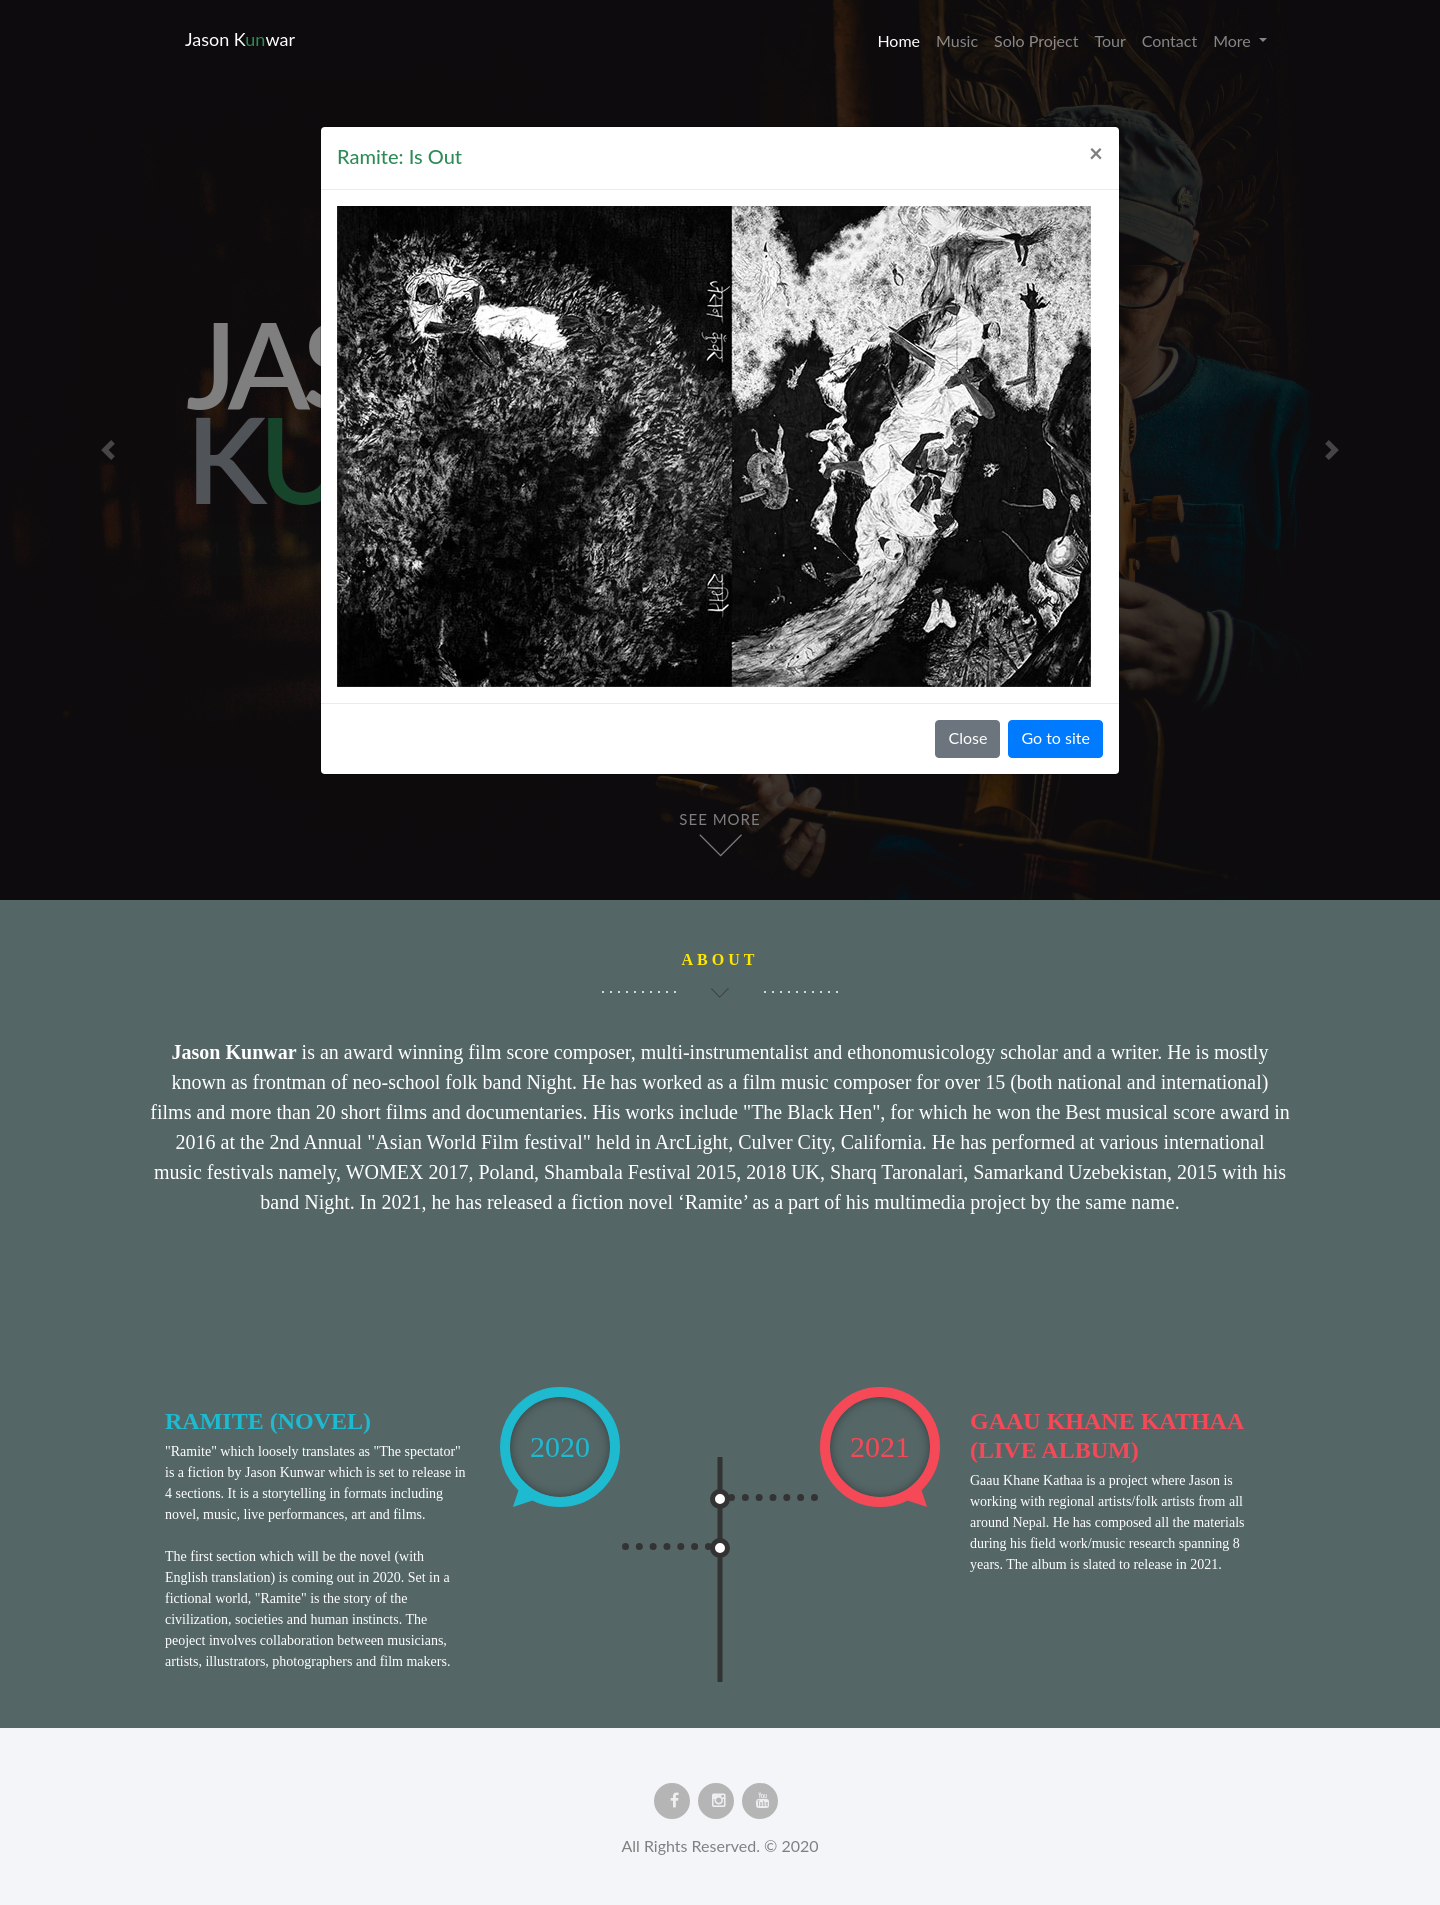 Jason Kunwar
Home Music Solo Project Tour Contact More
Ramite: Is Out
×
जेसन कुँवर
रमिते
JAS
KU
Close Go to site
SEE MORE
ABOUT
Jason Kunwar is an award winning film score composer, multi-instrumentalist and ethonomusicology scholar and a writer. He is mostly
known as frontman of neo-school folk band Night. He has worked as a film music composer for over 15 (both national and international)
films and more than 20 short films and documentaries. His works include "The Black Hen", for which he won the Best musical score award in
2016 at the 2nd Annual "Asian World Film festival" held in ArcLight, Culver City, California. He has performed at various international
music festivals namely, WOMEX 2017, Poland, Shambala Festival 2015, 2018 UK, Sharq Taronalari, Samarkand Uzebekistan, 2015 with his
band Night. In 2021, he has released a fiction novel ‘Ramite’ as a part of his multimedia project by the same name.
RAMITE (NOVEL)
"Ramite" which loosely translates as "The spectator"
is a fiction by Jason Kunwar which is set to release in
4 sections. It is a storytelling in formats including
novel, music, live performances, art and films.
The first section which will be the novel (with
English translation) is coming out in 2020. Set in a
fictional world, "Ramite" is the story of the
civilization, societies and human instincts. The
peoject involves collaboration between musicians,
artists, illustrators, photographers and film makers.
2020
2021
GAAU KHANE KATHAA
(LIVE ALBUM)
Gaau Khane Kathaa is a project where Jason is
working with regional artists/folk artists from all
around Nepal. He has composed all the materials
during his field work/music research spanning 8
years. The album is slated to release in 2021.
You
Tube
All Rights Reserved. © 2020